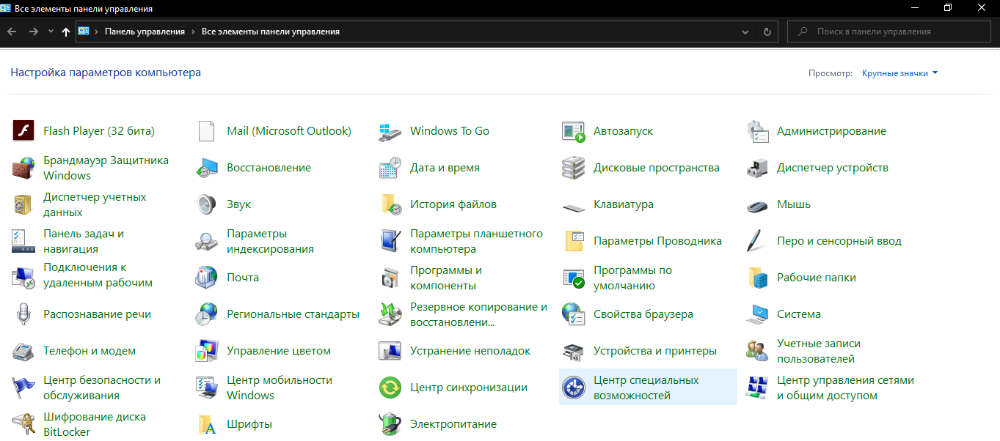 Все элементы панели управления
Панель управления
Все элементы панели управления
Поиск в панели управления
Настройка параметров компьютера
Просмотр:
Крупные значки
Flash Player (32 бита)
Mail (Microsoft Outlook)
Windows To Go
Автозапуск
Администрирование
Брандмауэр Защитника
Windows
Восстановление
Дата и время
Дисковые пространства
Диспетчер устройств
Диспетчер учетных
данных
Звук
История файлов
Клавиатура
Мышь
Панель задач и
навигация
Параметры
индексирования
Параметры планшетного
компьютера
Параметры Проводника
Перо и сенсорный ввод
Подключения к
удаленным рабочим
Почта
Программы и
компоненты
Программы по
умолчанию
Рабочие папки
Распознавание речи
Региональные стандарты
Резервное копирование и
восстановлени...
Свойства браузера
Система
Телефон и модем
Управление цветом
Устранение неполадок
Устройства и принтеры
Учетные записи
пользователей
Центр безопасности и
обслуживания
Центр мобильности
Windows
Центр синхронизации
Центр специальных
возможностей
Центр управления сетями
и общим доступом
Шифрование диска
BitLocker
Шрифты
Электропитание